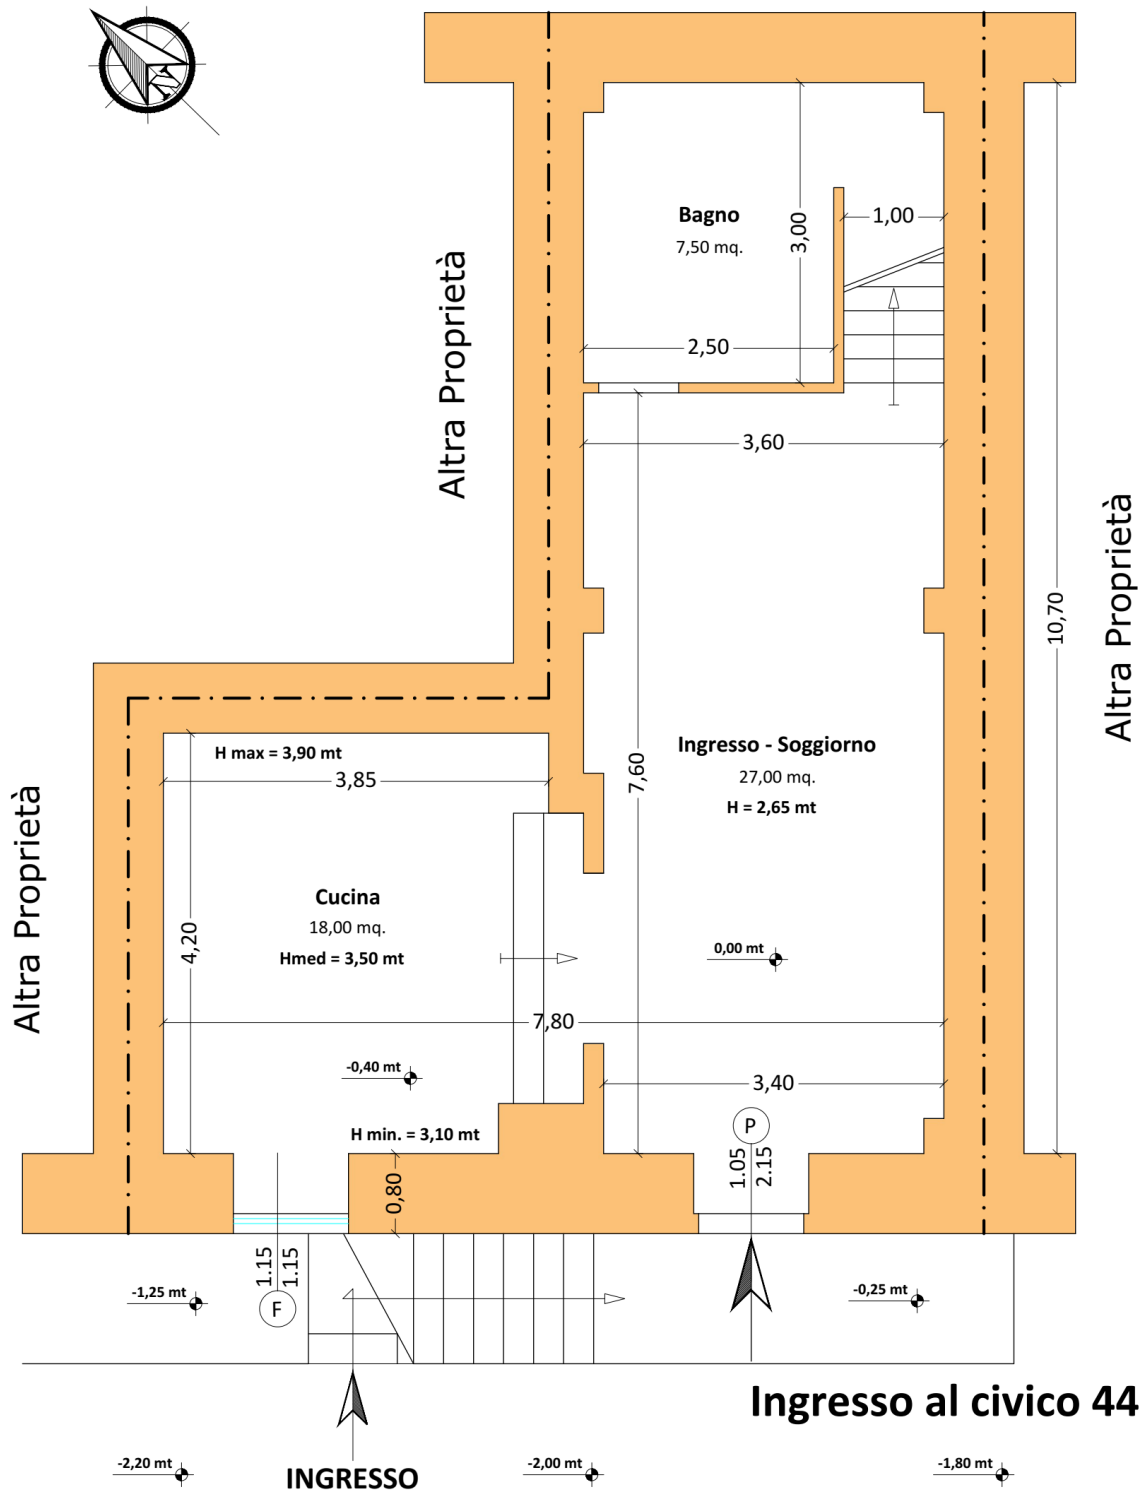 Bagno
7,50 mq.
3,00
1,00
2,50
3,60
Altra Proprietà
Altra Proprietà
10,70
H max = 3,90 mt
3,85
7,60
Ingresso - Soggiorno
27,00 mq.
H = 2,65 mt
Altra Proprietà
Cucina
18,00 mq.
Hmed = 3,50 mt
4,20
0,00 mt
7,80
-0,40 mt
3,40
H min. = 3,10 mt
P
1.05
2.15
0,80
1.15
1.15
F
-1,25 mt
-0,25 mt
Ingresso al civico 44
-2,20 mt
INGRESSO
-2,00 mt
-1,80 mt